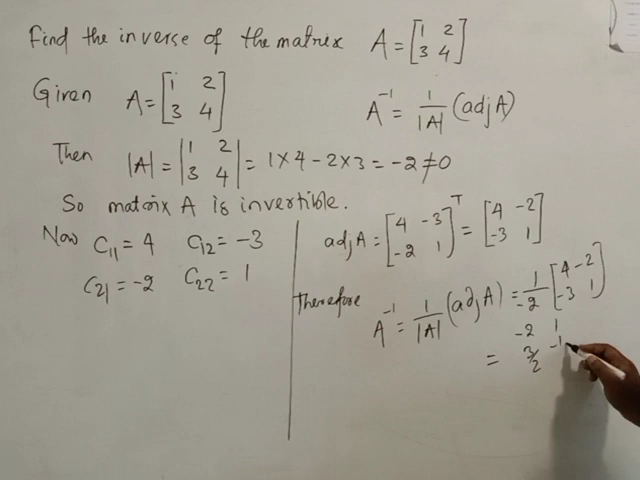 Find the inverse of the matrix A = [1 2
3 4]
Given A = [1 2
3 4]
A⁻¹ = 1/|A| (adj A)
Then |A| = |1 2
3 4| = 1 × 4 - 2 × 3 = -2 ≠ 0
So matrix A is invertible.
Now C₁₁ = 4 C₁₂ = -3
C₂₁ = -2 C₂₂ = 1
adj A = [4 -3
-2 1]ᵀ = [4 -2
-3 1]
Therefore
A⁻¹ = 1/|A| (adj A) = 1/-2 [4 -2
-3 1]
= -2 1
3/2 -1